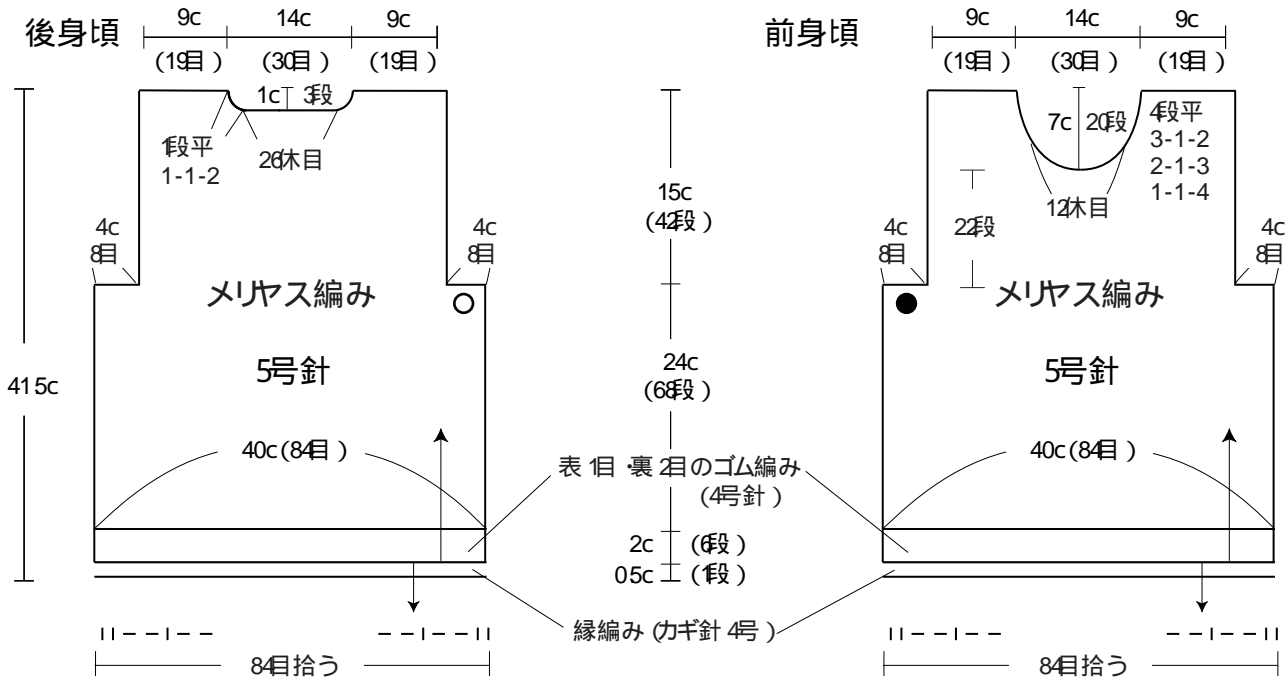 後身頃
9c 14c 9c
(19目) (30目) (19目)
1c 3段
1段平
1-1-2
26休目
4c
8目
4c
8目
メリヤス編み
5号針
415c
40c(84目)
84目拾う
15c
(42段)
24c
(68段)
表1目・裏2目のゴム編み
(4号針)
2c (6段)
05c (1段)
縁編み(カギ針4号)
前身頃
9c 14c 9c
(19目) (30目) (19目)
7c 20段
4段平
3-1-2
2-1-3
1-1-4
12休目
22段
4c
8目
4c
8目
メリヤス編み
5号針
40c(84目)
84目拾う